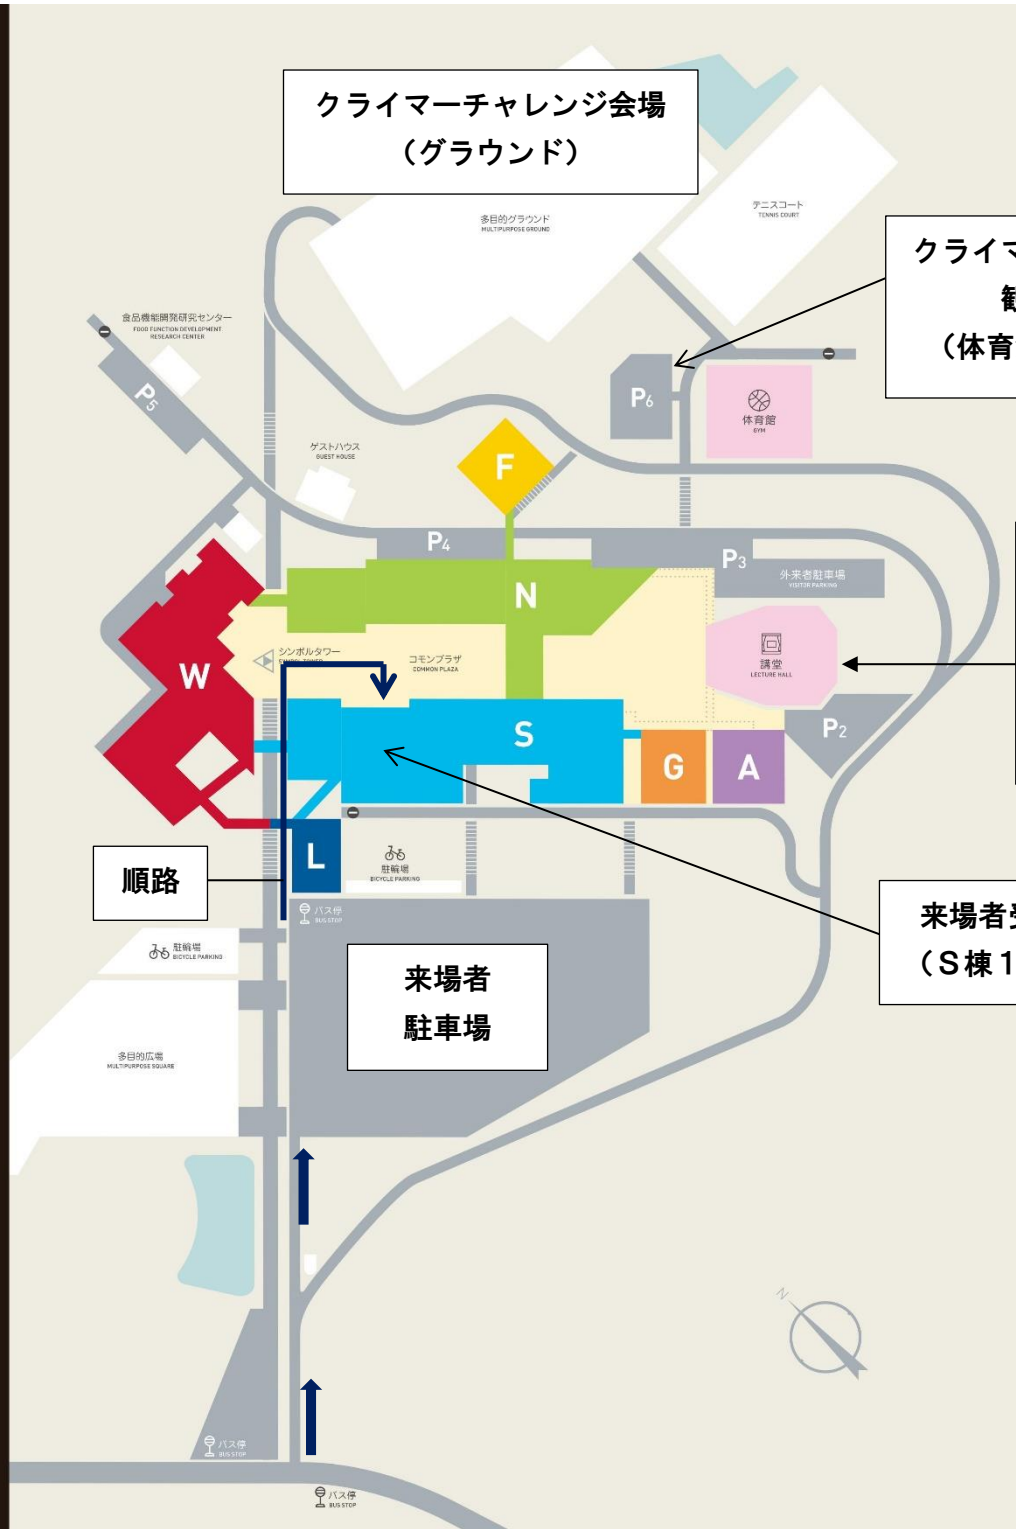 クライマーチャレンジ会場
（グラウンド）
多目的グラウンド
MULTIPURPOSE GROUND
テニスコート
TENNIS COURT
クライマ
（体育
食品機能開発研究センター
FOOD FUNCTION DEVELOPMENT
RESEARCH CENTER
P5
P6
体育館
GYM
ゲストハウス
GUEST HOUSE
F
P4
P3
外来者駐車場
VISITOR PARKING
N
シンボルタワー
コモンプラザ
COMMON PLAZA
講堂
LECTURE HALL
W
S
P2
G
A
L
駐輪場
BICYCLE PARKING
順路
バス停
BUS STOP
来場者
（S棟1
駐輪場
BICYCLE PARKING
来場者
駐車場
多目的広場
MULTIPURPOSE SQUARE
N
バス停
BUS STOP
バス停
BUS STOP